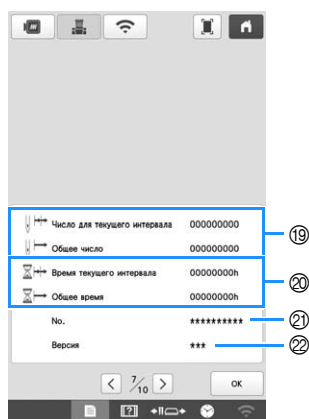 Число для текущего интервала 000000000
⑲
Общее число 000000000
Время текущего интервала 00000000h
⑳
Общее время 00000000h
No. **********
㉑
Версия ***
㉒
< 7/10 > OK
?